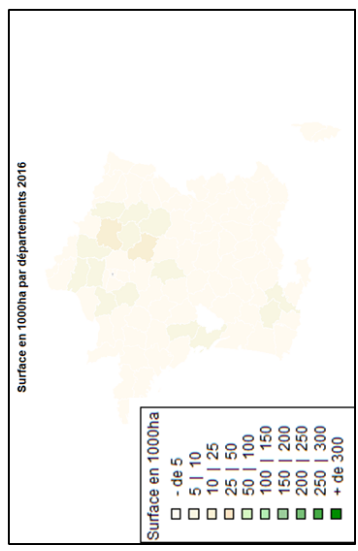 Surface en 1000ha par départements 2016
Surface en 1000ha
- de 5
5 | 10
10 | 25
25 | 50
50 | 100
100 | 150
150 | 200
200 | 250
250 | 300
+ de 300